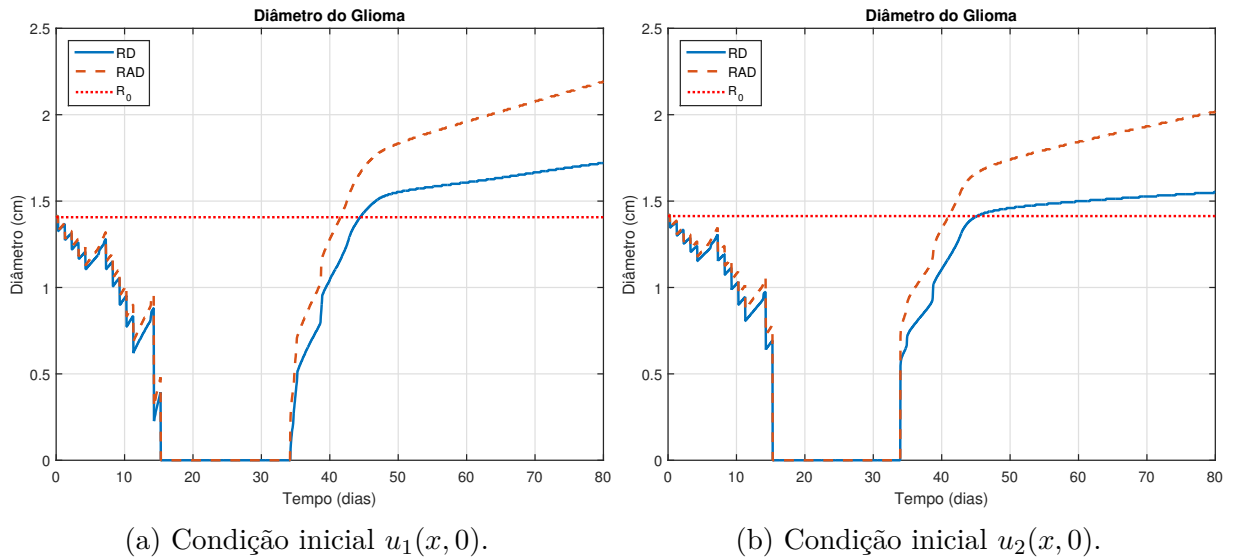 Diâmetro do Glioma
2.5
2
1.5
1
0.5
0
Diâmetro (cm)
RD
RAD
R0
0 10 20 30 40 50 60 70 80
Tempo (dias)
(a) Condição inicial u1(x, 0).
Diâmetro do Glioma
2.5
2
1.5
1
0.5
0
Diâmetro (cm)
RD
RAD
R0
0 10 20 30 40 50 60 70 80
Tempo (dias)
(b) Condição inicial u2(x, 0).